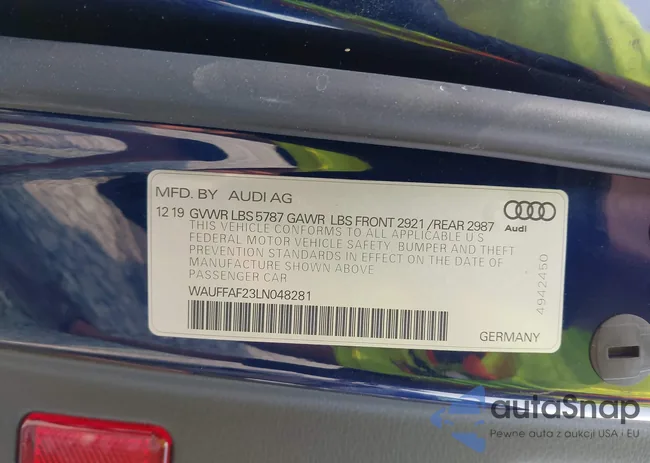 MFD. BY AUDI AG
12 19 GVWR LBS 5787 GAWR LBS FRONT 2921 /REAR 2987
THIS VEHICLE CONFORMS TO ALL APPLICABLE U S
FEDERAL MOTOR VEHICLE SAFETY BUMPER AND THEFT
PREVENTION STANDARDS IN EFFECT ON THE DATE OF
MANUFACTURE SHOWN ABOVE
PASSENGER CAR
WAUFFAF23LN048281
Audi
4942450
GERMANY
autaSnap
Pewne auta z aukcji USA i EU